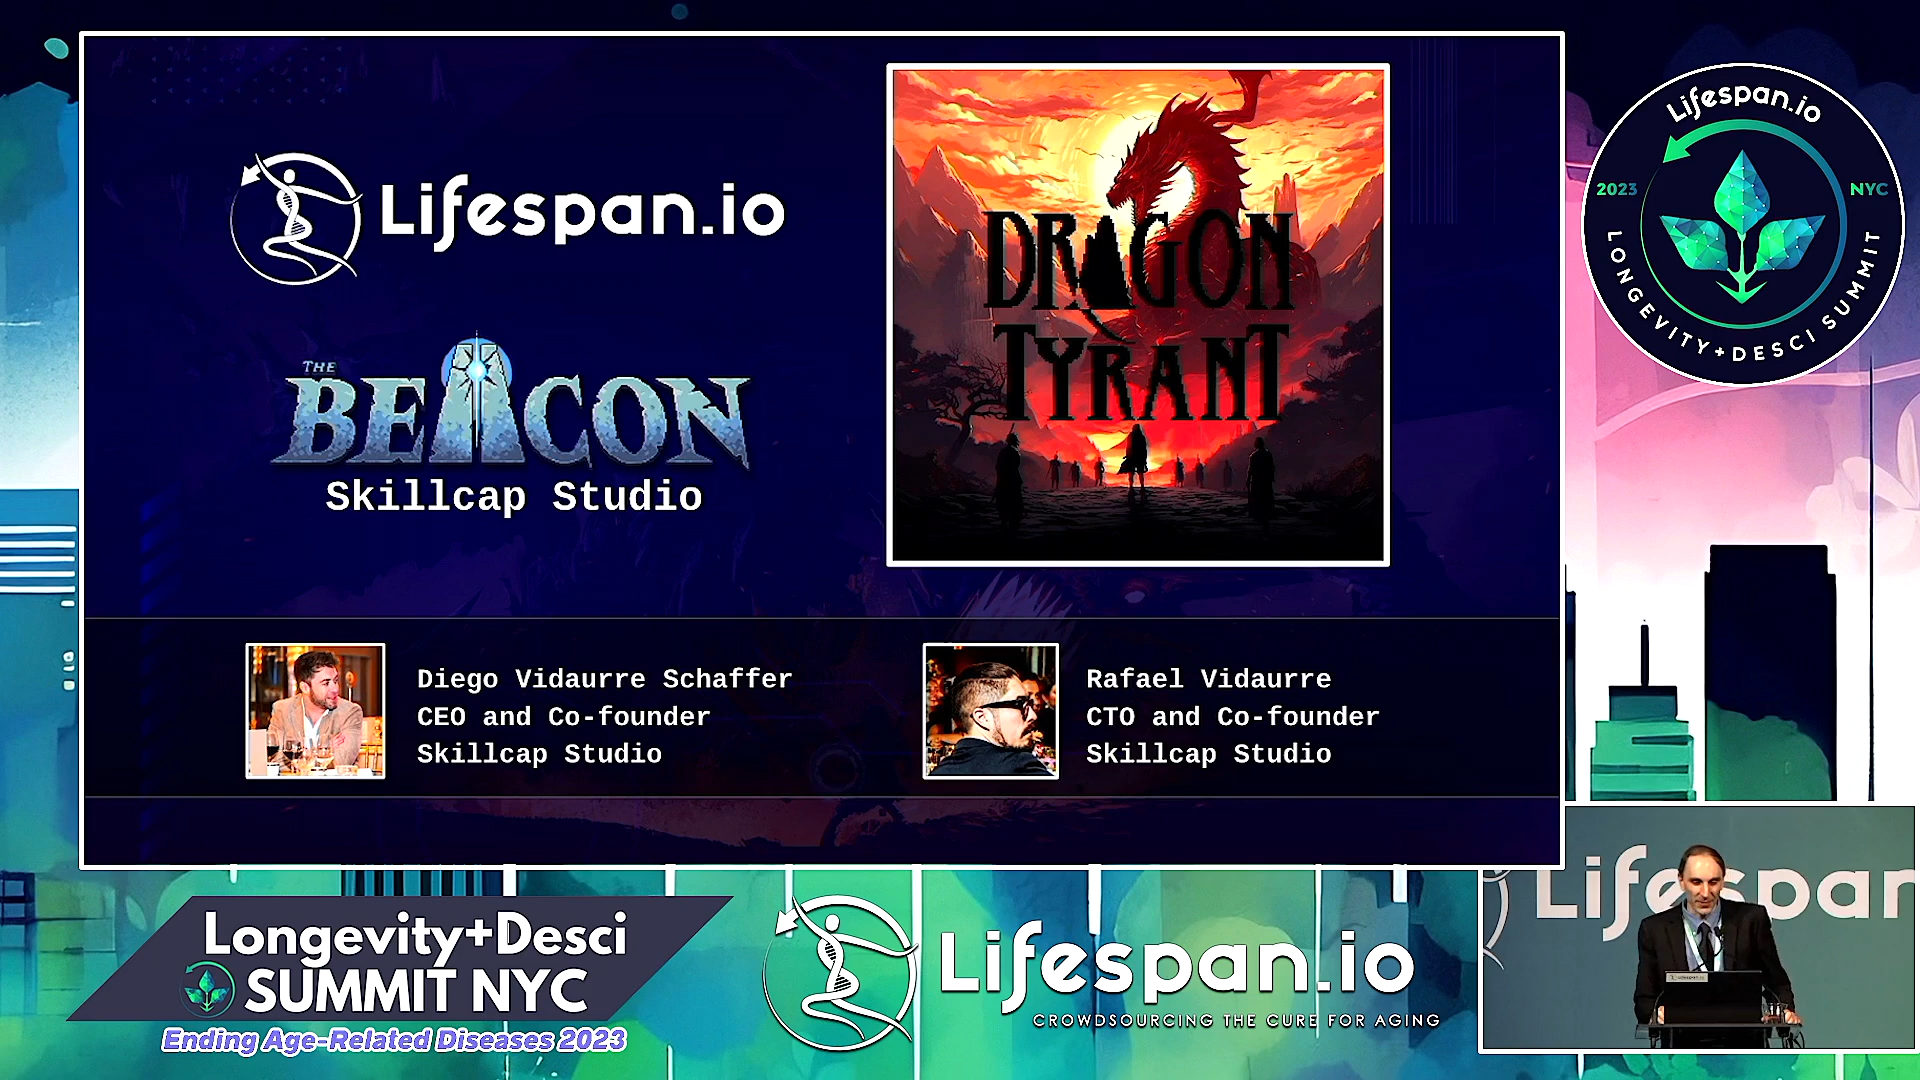 Lifespan.io
THE
BEACON
Skillcap Studio
DRAGON
TYRANT
Diego Vidaurre Schaffer
CEO and Co-founder
Skillcap Studio
Rafael Vidaurre
CTO and Co-founder
Skillcap Studio
Lifespan.io
2023
NYC
LONGEVITY+DESCI SUMMIT
Longevity+Desci
SUMMIT NYC
Ending Age-Related Diseases 2023
Lifespan.io
CROWDSOURCING THE CURE FOR AGING
Lifespan